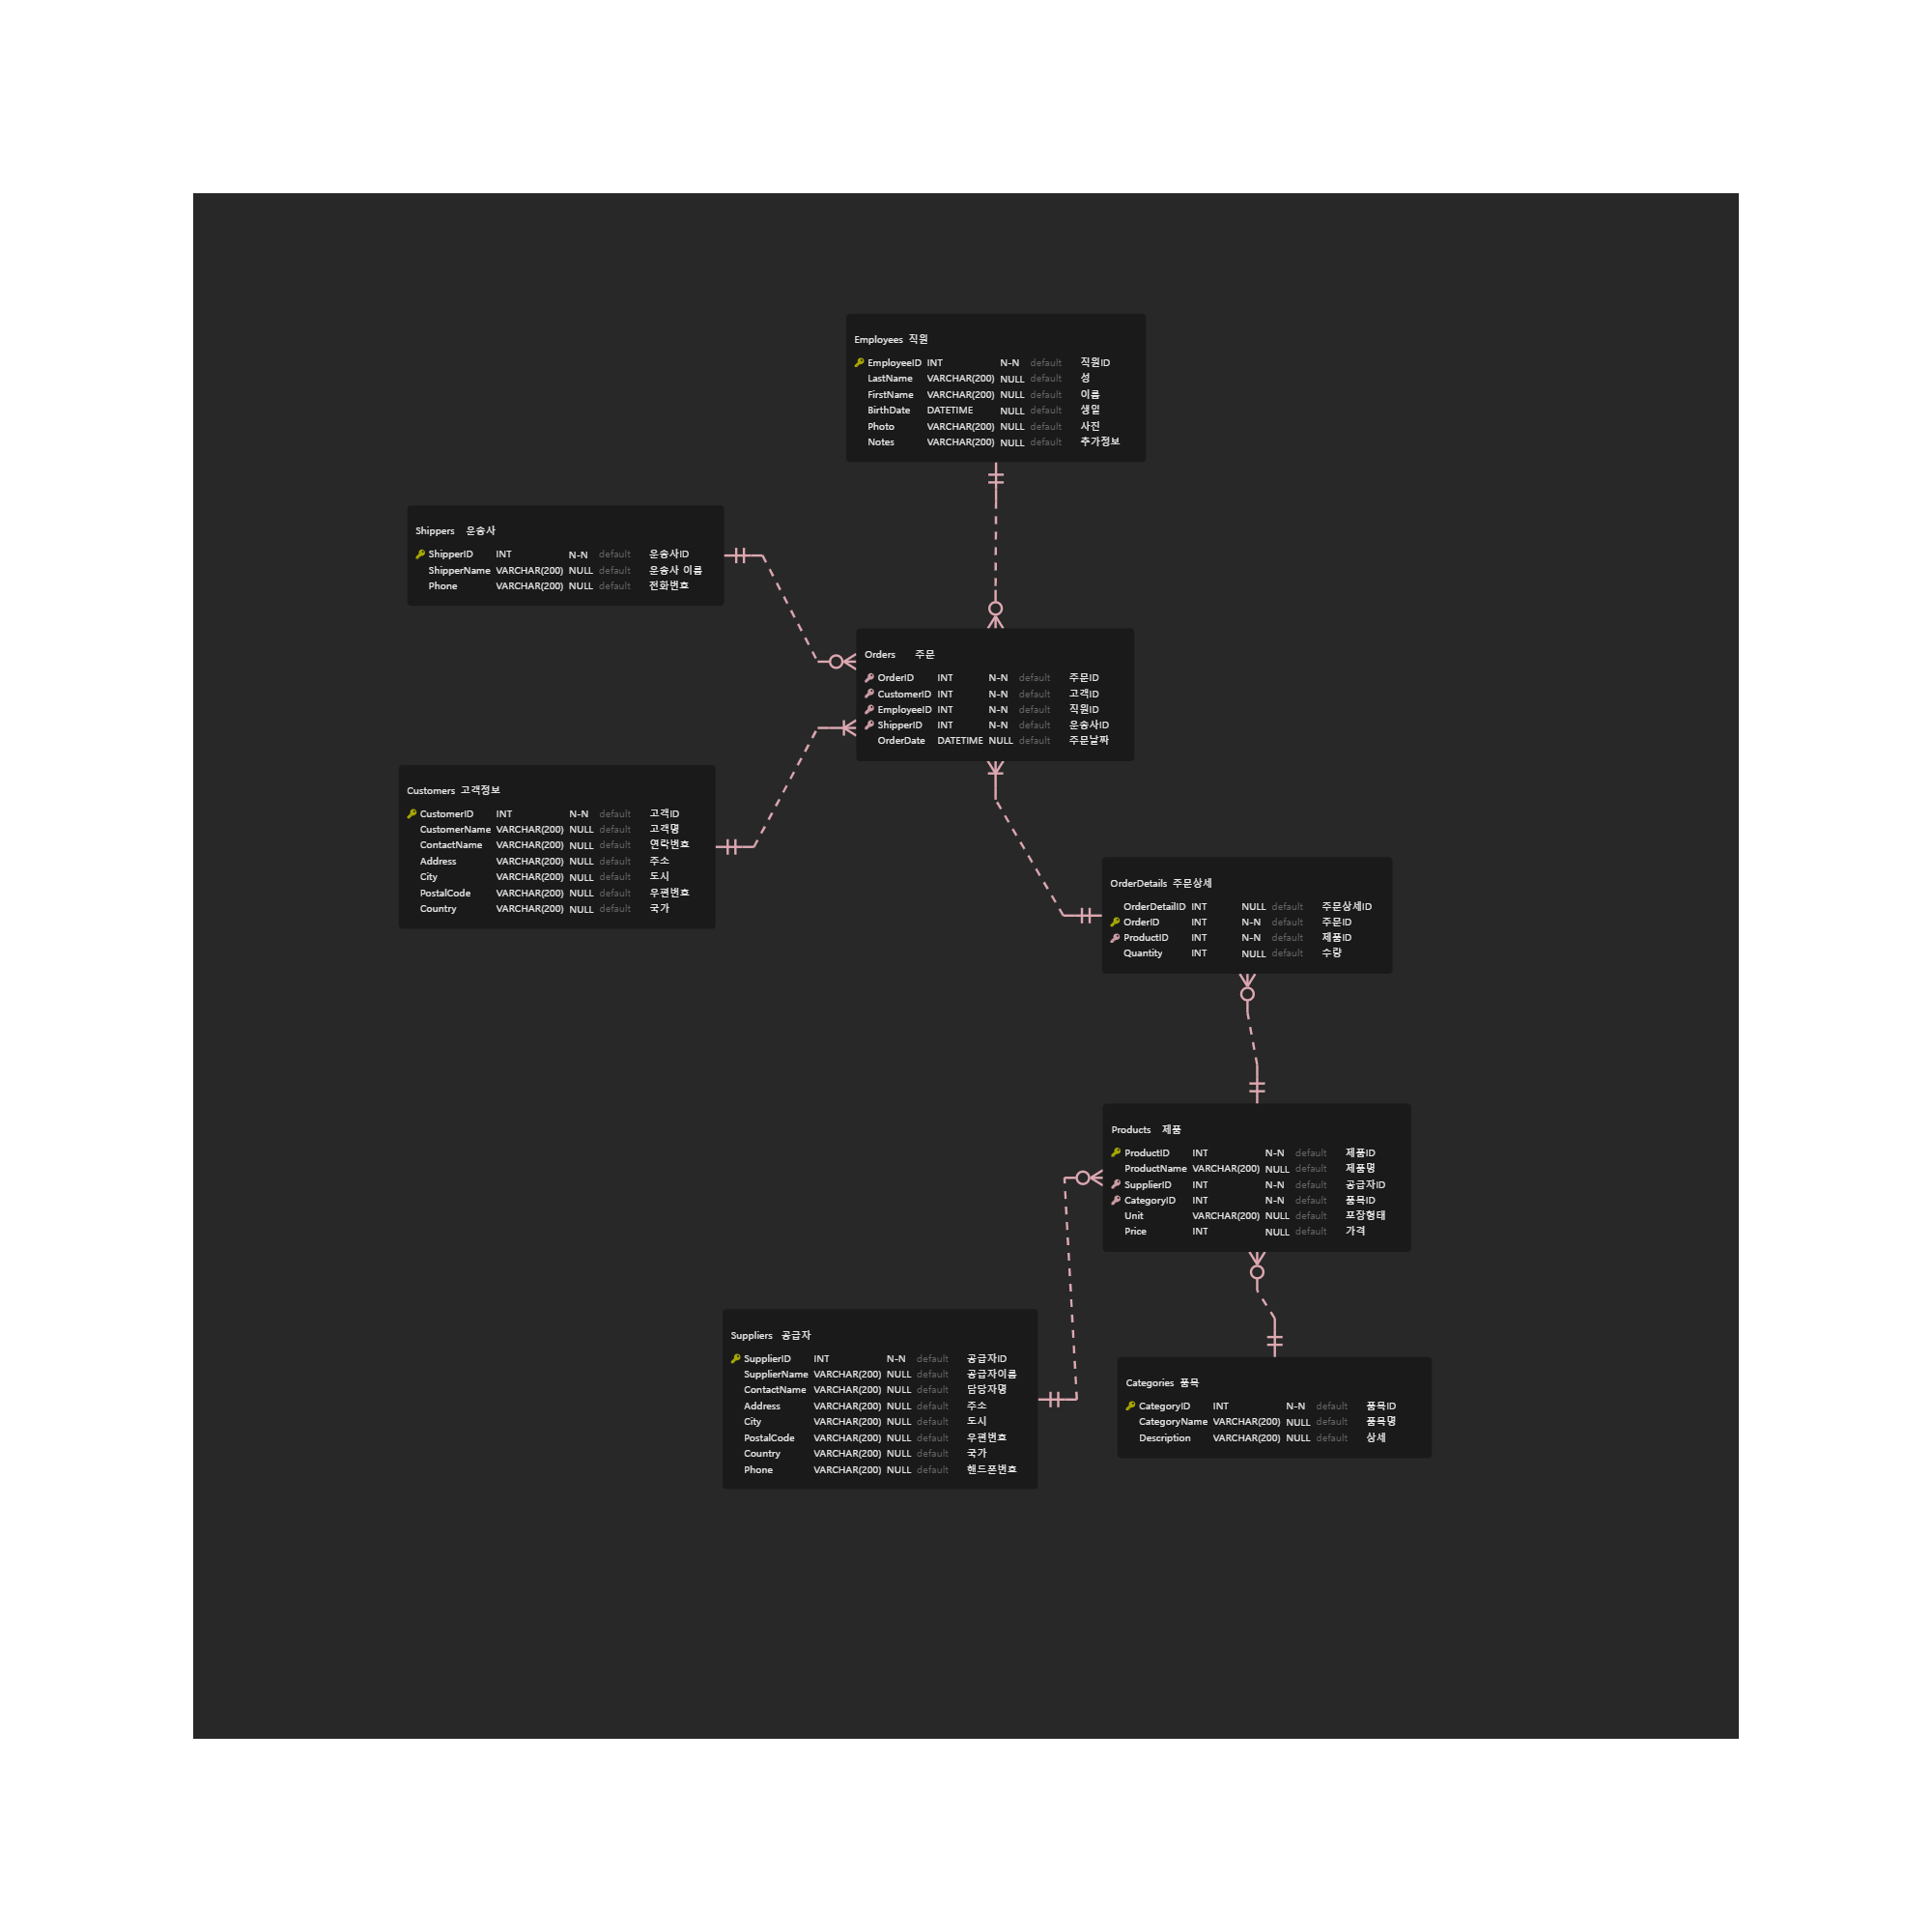 Employees 직원
EmployeeID INT N-N default 직원ID
LastName VARCHAR(200) NULL default 성
FirstName VARCHAR(200) NULL default 이름
BirthDate DATETIME NULL default 생일
Photo VARCHAR(200) NULL default 사진
Notes VARCHAR(200) NULL default 추가정보
Shippers 운송사
ShipperID INT N-N default 운송사ID
ShipperName VARCHAR(200) NULL default 운송사 이름
Phone VARCHAR(200) NULL default 전화번호
Orders 주문
OrderID INT N-N default 주문ID
CustomerID INT N-N default 고객ID
EmployeeID INT N-N default 직원ID
ShipperID INT N-N default 운송사ID
OrderDate DATETIME NULL default 주문날짜
Customers 고객정보
CustomerID INT N-N default 고객ID
CustomerName VARCHAR(200) NULL default 고객명
ContactName VARCHAR(200) NULL default 연락번호
Address VARCHAR(200) NULL default 주소
City VARCHAR(200) NULL default 도시
PostalCode VARCHAR(200) NULL default 우편번호
Country VARCHAR(200) NULL default 국가
OrderDetails 주문상세
OrderDetailID INT NULL default 주문상세ID
OrderID INT N-N default 주문ID
ProductID INT N-N default 제품ID
Quantity INT NULL default 수량
Products 제품
ProductID INT N-N default 제품ID
ProductName VARCHAR(200) NULL default 제품명
SupplierID INT N-N default 공급자ID
CategoryID INT N-N default 품목ID
Unit VARCHAR(200) NULL default 포장형태
Price INT NULL default 가격
Suppliers 공급자
SupplierID INT N-N default 공급자ID
SupplierName VARCHAR(200) NULL default 공급자이름
ContactName VARCHAR(200) NULL default 담당자명
Address VARCHAR(200) NULL default 주소
City VARCHAR(200) NULL default 도시
PostalCode VARCHAR(200) NULL default 우편번호
Country VARCHAR(200) NULL default 국가
Phone VARCHAR(200) NULL default 핸드폰번호
Categories 품목
CategoryID INT N-N default 품목ID
CategoryName VARCHAR(200) NULL default 품목명
Description VARCHAR(200) NULL default 상세